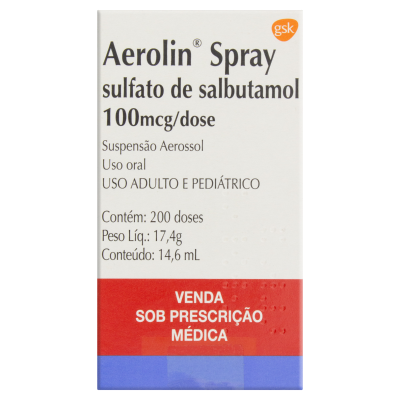 gsk
Aerolin® Spray
sulfato de salbutamol
100mcg/dose
Suspensão Aerossol
Uso oral
USO ADULTO E PEDIÁTRICO
Contém: 200 doses
Peso Líq.: 17,4g
Conteúdo: 14,6 mL
VENDA
SOB PRESCRIÇÃO
MÉDICA